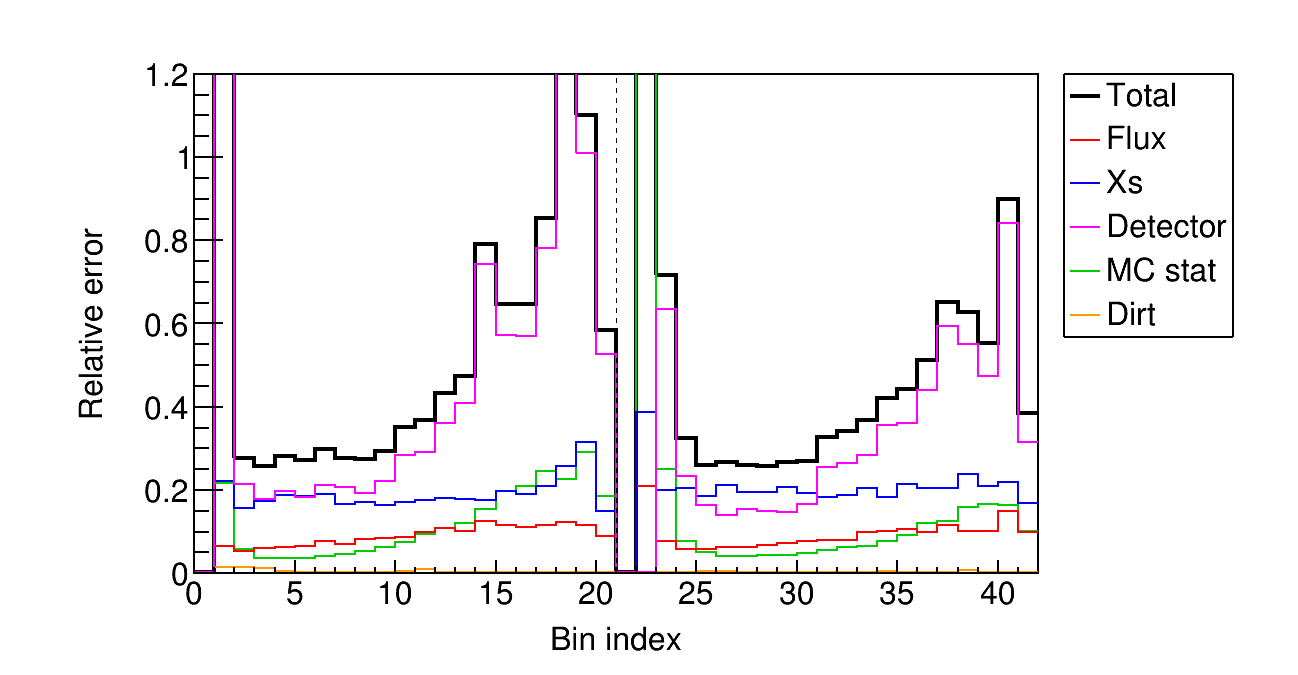 1.2
1
0.8
0.6
0.4
0.2
0
Relative error
0 5 10 15 20 25 30 35 40
Bin index
Total
Flux
Xs
Detector
MC stat
Dirt